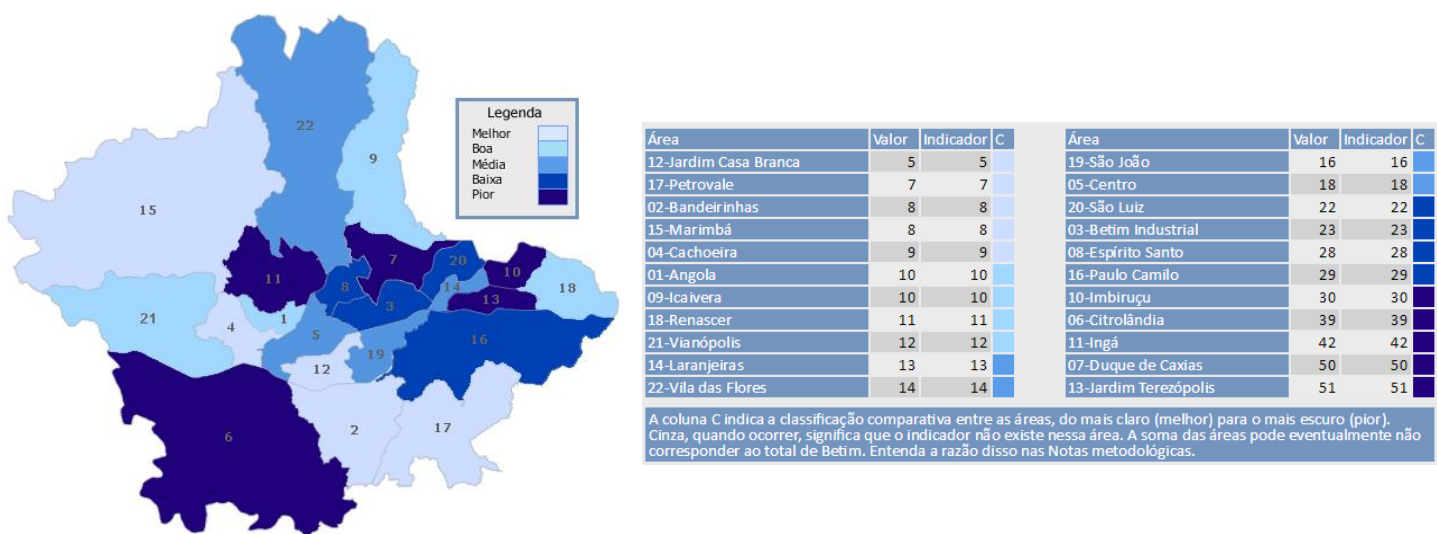 22
9
15
11
7
20
10
8
14
13
18
3
21
4
1
5
16
19
12
6
2
17
Legenda
Melhor
Boa
Média
Baixa
Pior
Área Valor Indicador C
12-Jardim Casa Branca 5 5
17-Petrovale 7 7
02-Bandeirinhas 8 8
15-Marimbá 8 8
04-Cachoeira 9 9
01-Angola 10 10
09-Icaivera 10 10
18-Renascer 11 11
21-Vianópolis 12 12
14-Laranjeiras 13 13
22-Vila das Flores 14 14
Área Valor Indicador C
19-São João 16 16
05-Centro 18 18
20-São Luiz 22 22
03-Betim Industrial 23 23
08-Espírito Santo 28 28
16-Paulo Camilo 29 29
10-Imbiruçu 30 30
06-Citrolândia 39 39
11-Ingá 42 42
07-Duque de Caxias 50 50
13-Jardim Terezópolis 51 51
A coluna C indica a classificação comparativa entre as áreas, do mais claro (melhor) para o mais escuro (pior).
Cinza, quando ocorrer, significa que o indicador não existe nessa área. A soma das áreas pode eventualmente não
corresponder ao total de Betim. Entenda a razão disso nas Notas metodológicas.